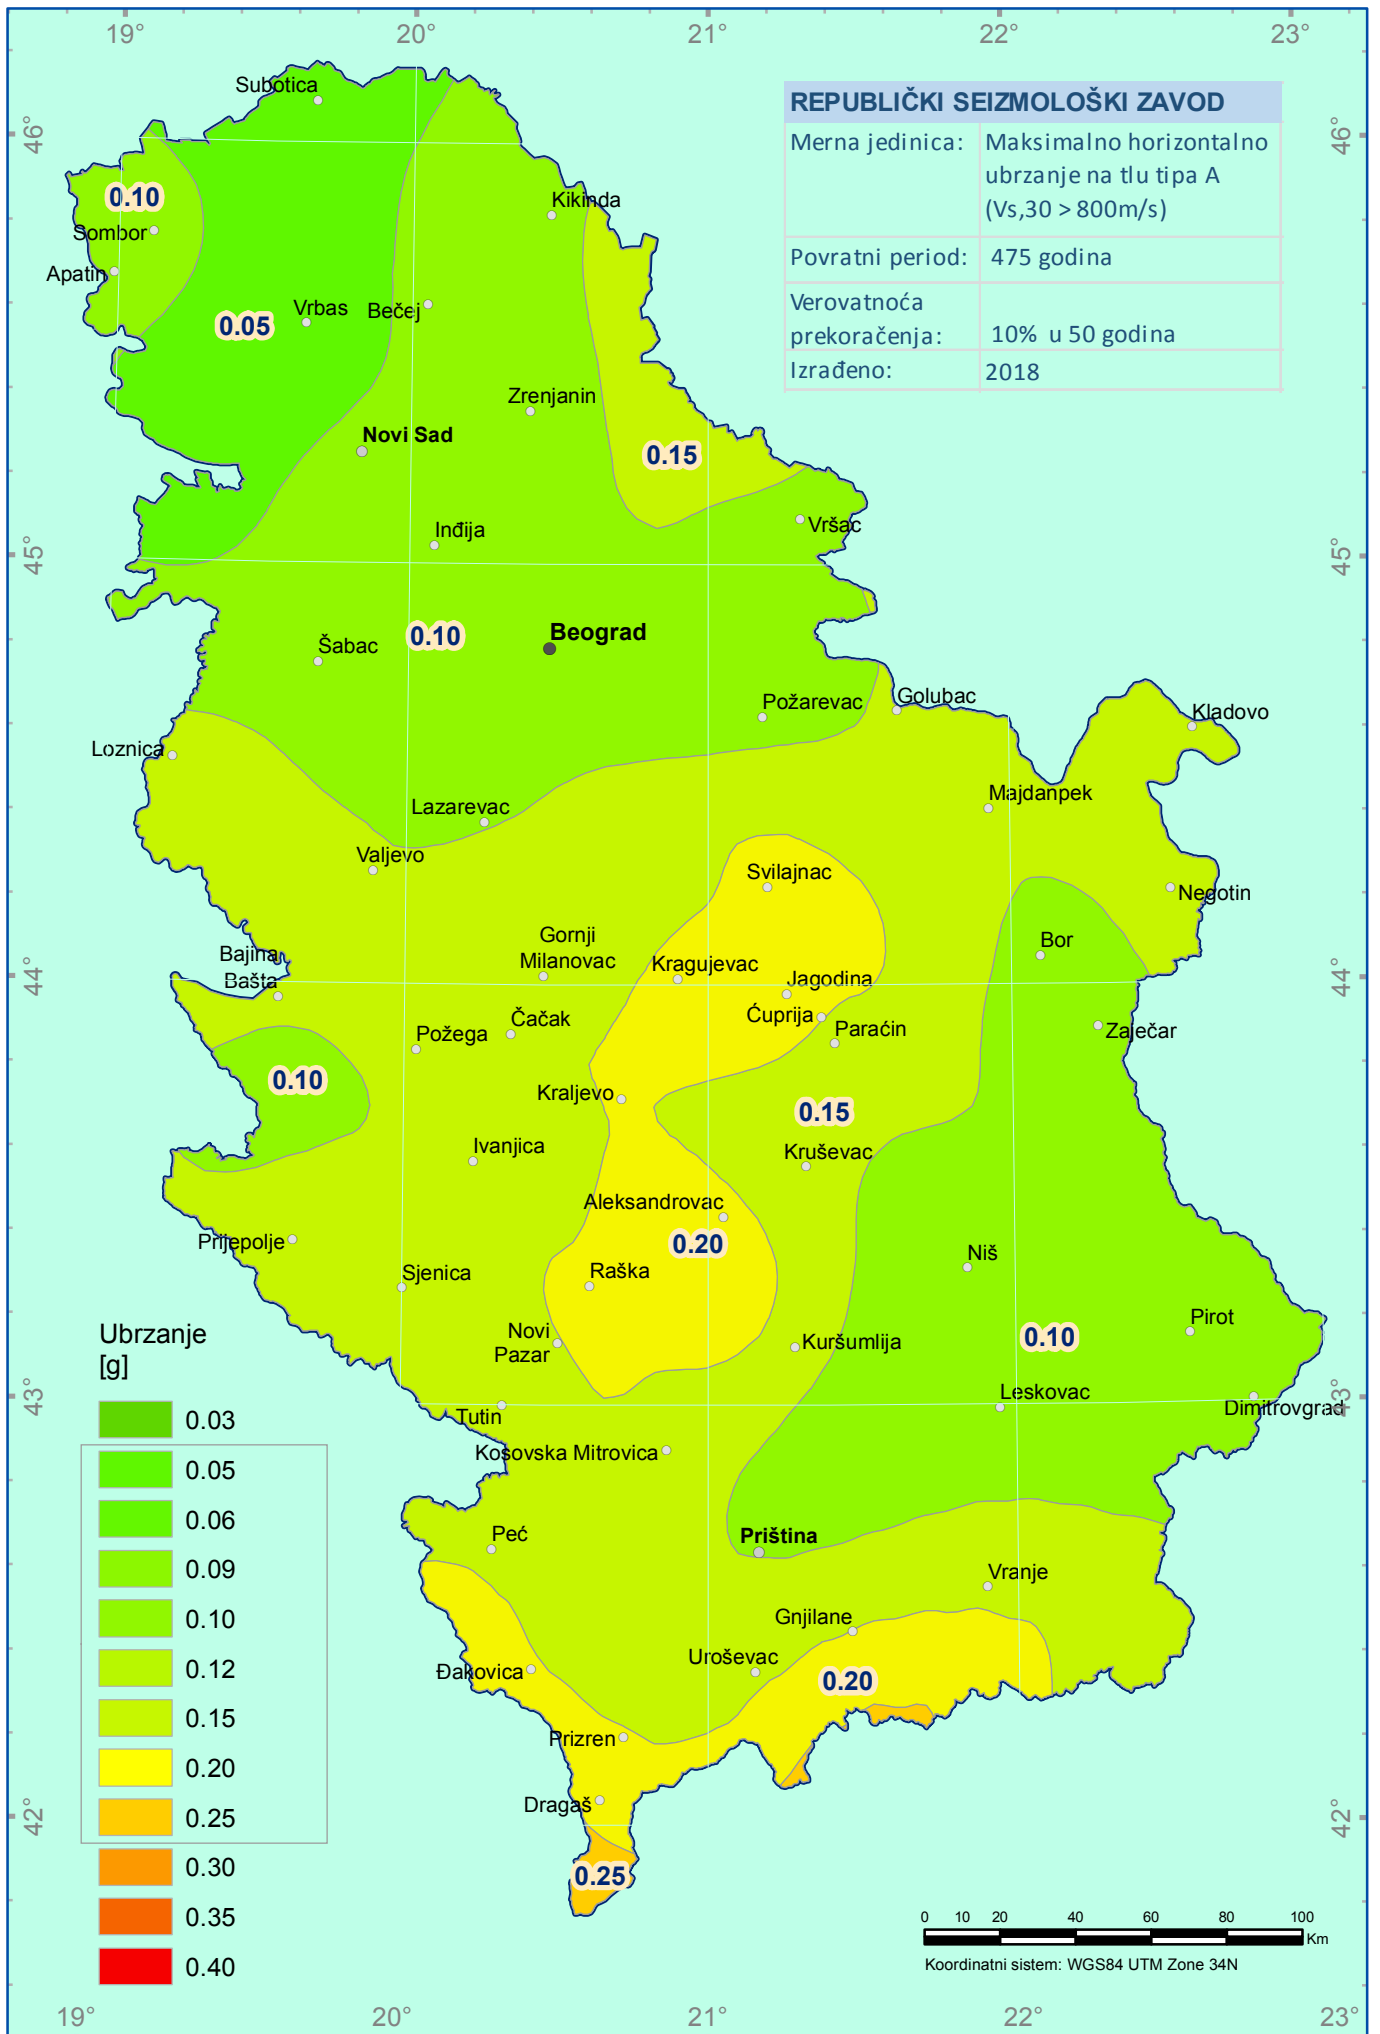 19° 20° 21° 22° 23°
46° 46°
45° 45°
44° 44°
43° 43°
42° 42°
REPUBLIČKI SEIZMOLOŠKI ZAVOD
Merna jedinica: Maksimalno horizontalno
ubrzanje na tlu tipa A
(Vs,30 > 800m/s)
Povratni period: 475 godina
Verovatnoća
prekoračenja: 10% u 50 godina
Izrađeno: 2018
Subotica
0.10
Kikinda
Sombor
Apatin
Vrbas
Bečej
0.05
Zrenjanin
Novi Sad
0.15
Vršac
Inđija
0.10
Beograd
Šabac
Požarevac
Golubac
Kladovo
Loznica
Majdanpek
Lazarevac
Valjevo
Svilajnac
Negotin
Gornji
Milanovac
Bor
Bajina
Bašta
Kragujevac
Jagodina
Ćuprija
Čačak
Požega
Paraćin
Zaječar
0.10
Kraljevo
0.15
Ivanjica
Kruševac
Aleksandrovac
Prijepolje
0.20
Niš
Sjenica
Raška
Pirot
Novi
Pazar
Kuršumlija
0.10
Leskovac
Dimitrovgrad
Tutin
Kosovska Mitrovica
Peć
Priština
Vranje
Gnjilane
Uroševac
Đakovica
0.20
Prizren
Dragaš
0.25
Ubrzanje
[g]
0.03
0.05
0.06
0.09
0.10
0.12
0.15
0.20
0.25
0.30
0.35
0.40
0 10 20 40 60 80 100
Km
Koordinatni sistem: WGS84 UTM Zone 34N
19° 20° 21° 22° 23°